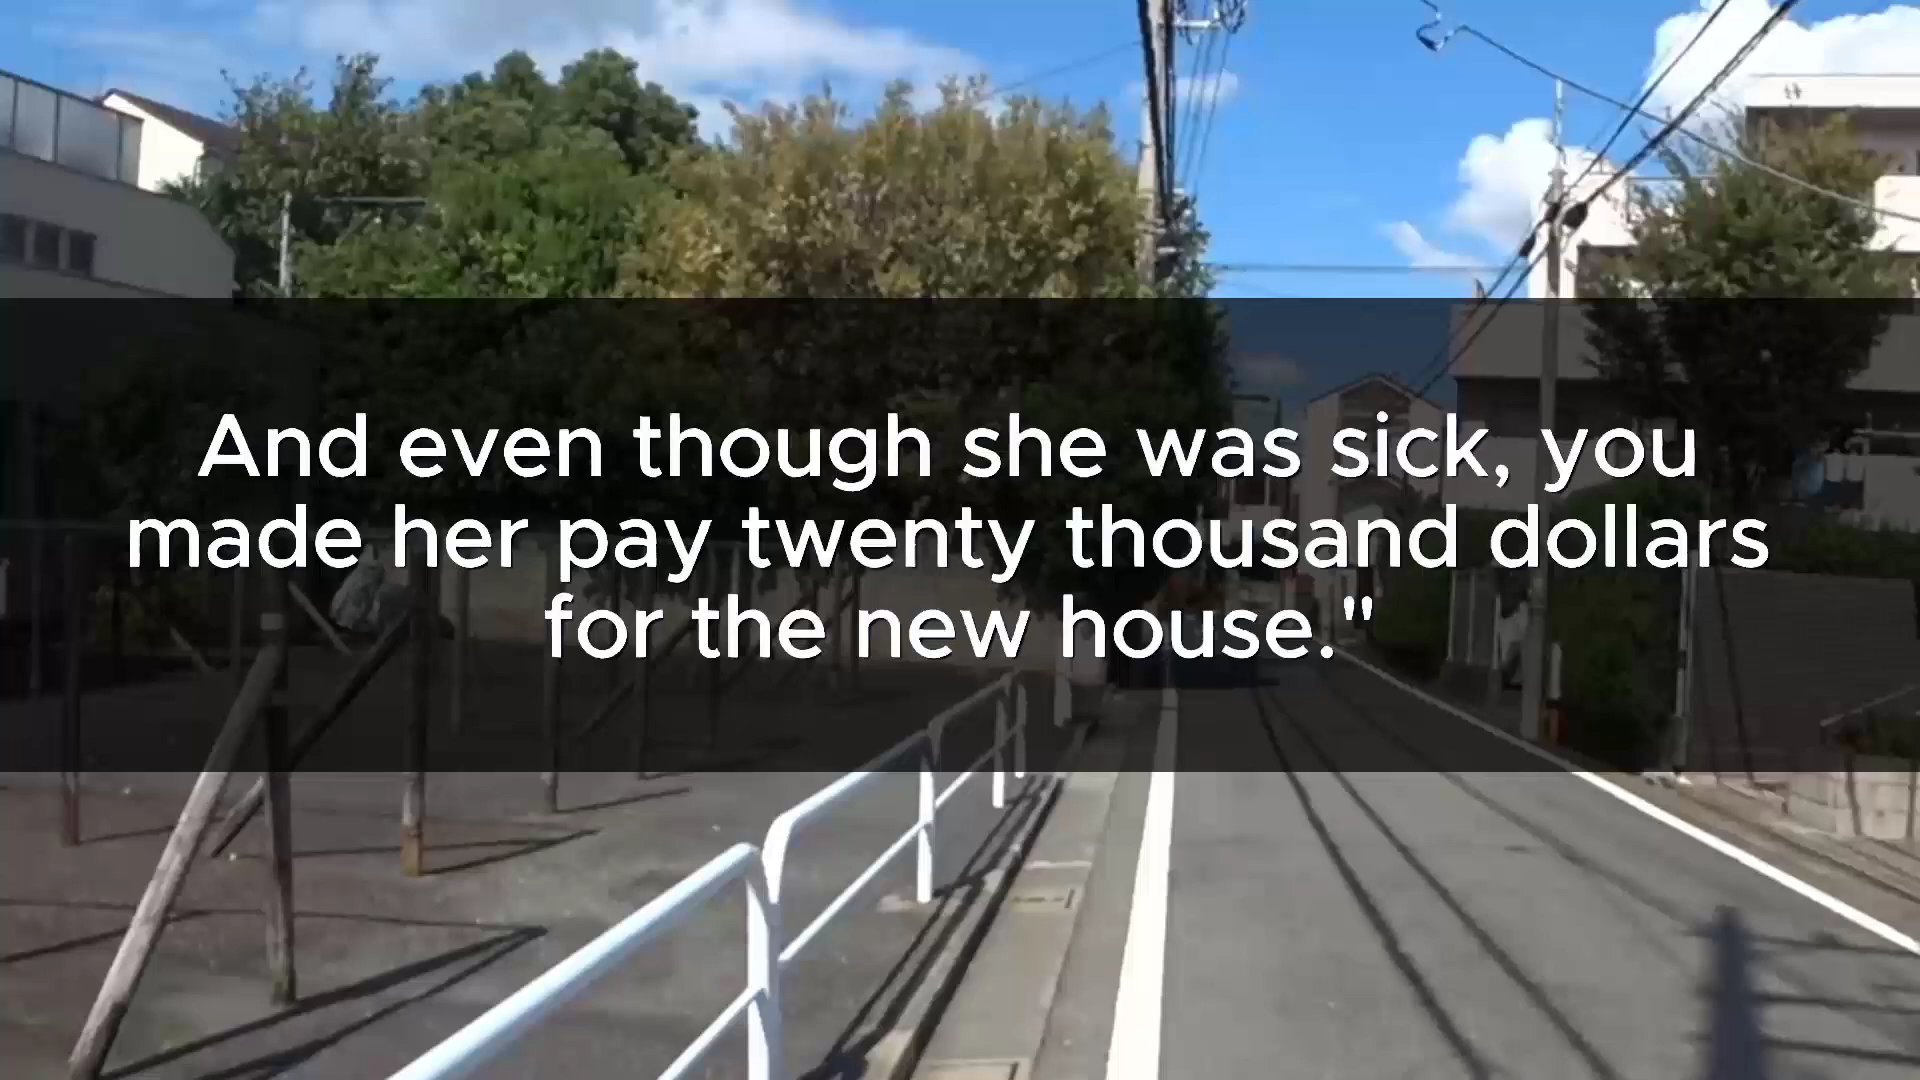 And even though she was sick, you
made her pay twenty thousand dollars
for the new house."